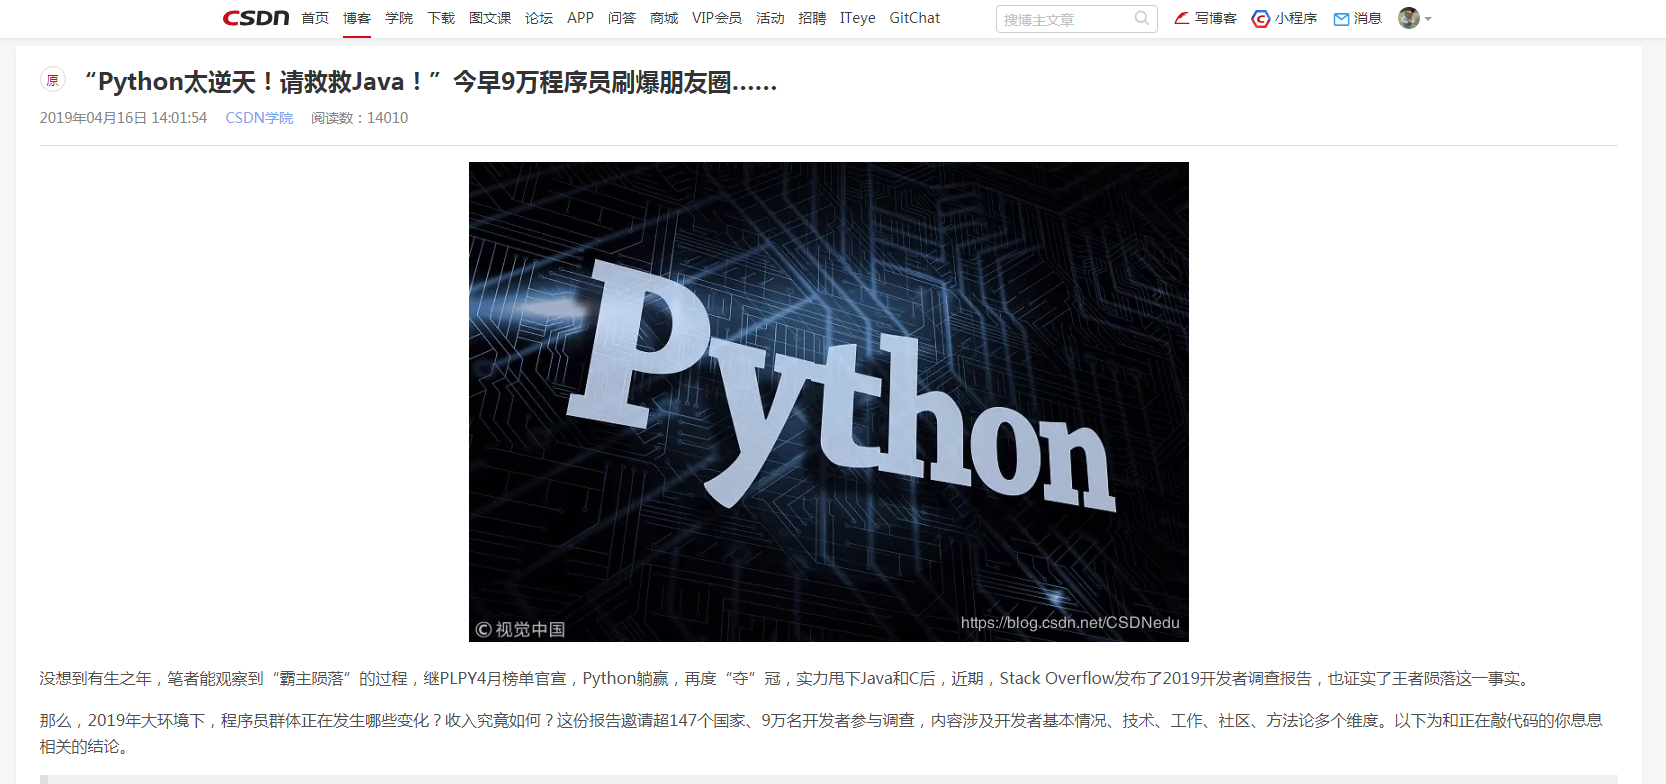 CSDN 首页 博客 学院 下载 图文课 论坛 APP 问答 商城 VIP会员 活动 招聘 ITeye GitChat 搜博主文章 写博客 小程序 消息
原 “Python太逆天！请救救Java！”今早9万程序员刷爆朋友圈……
2019年04月16日 14:01:54 CSDN学院 阅读数：14010
Python
©视觉中国 https://blog.csdn.net/CSDNedu
没想到有生之年，笔者能观察到“霸主陨落”的过程，继PLPY4月榜单官宣，Python躺赢，再度“夺”冠，实力甩下Java和C后，近期，Stack Overflow发布了2019开发者调查报告，也证实了王者陨落这一事实。
那么，2019年大环境下，程序员群体正在发生哪些变化？收入究竟如何？这份报告邀请超147个国家、9万名开发者参与调查，内容涉及开发者基本情况、技术、工作、社区、方法论多个维度。以下为和正在敲代码的你息息
相关的结论。